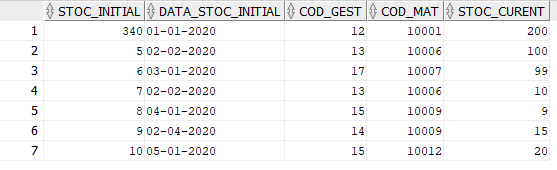 STOC_INITIAL DATA_STOC_INITIAL COD_GEST COD_MAT STOC_CURENT
1 340 01-01-2020 12 10001 200
2 5 02-02-2020 13 10006 100
3 6 03-01-2020 17 10007 99
4 7 02-02-2020 13 10006 10
5 8 04-01-2020 15 10009 9
6 9 02-04-2020 14 10009 15
7 10 05-01-2020 15 10012 20